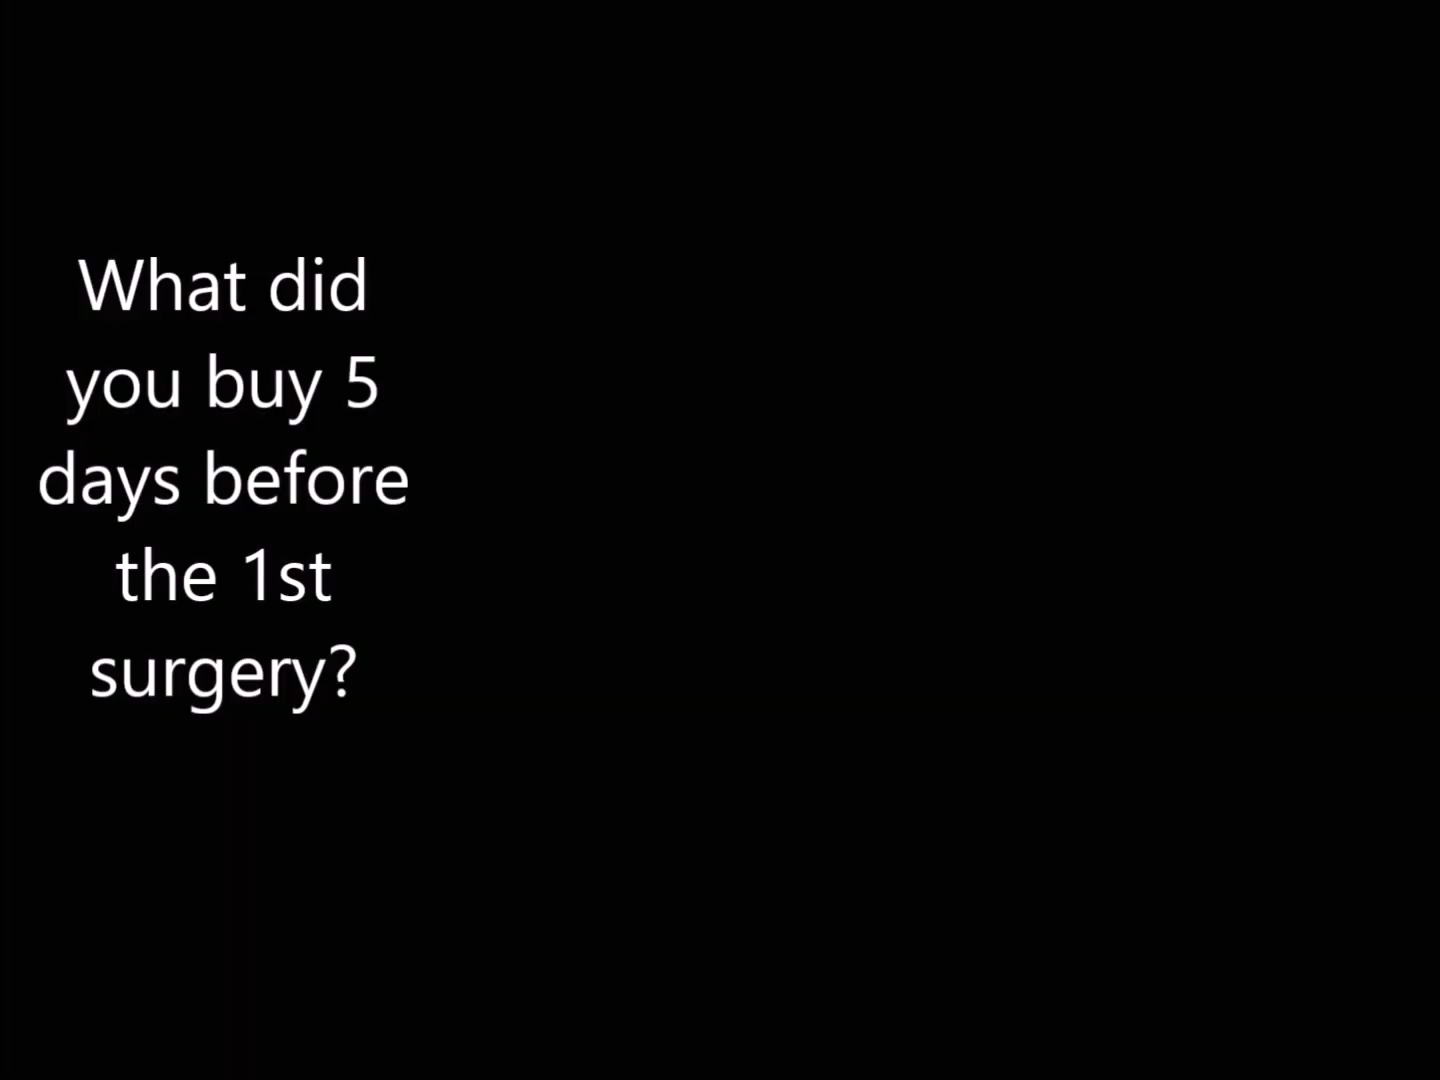 What did
you buy 5
days before
the 1st
surgery?